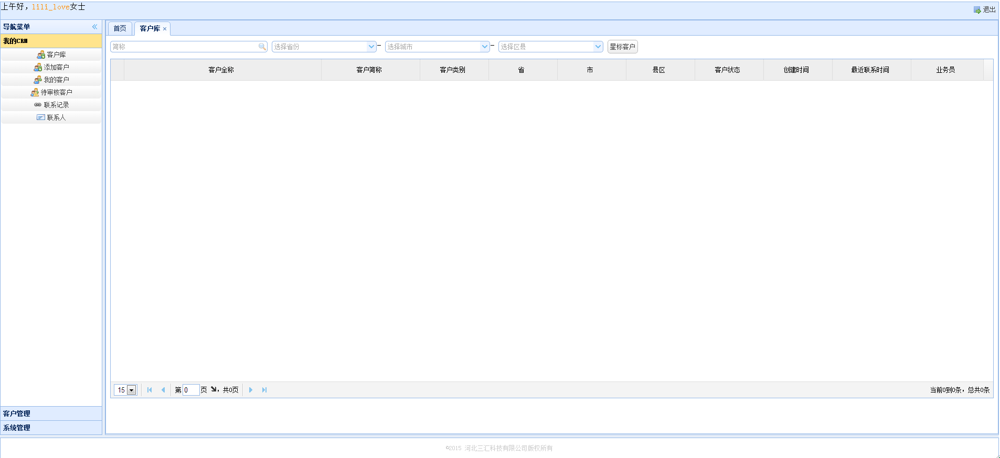 上午好，lili_love女士
退出
导航菜单
首页
客户库
我的CRM
简称
选择省份
-
选择城市
-
选择区县
星标客户
客户库
添加客户
我的客户
待审核客户
联系记录
联系人
客户全称
客户简称
客户类别
省
市
县区
客户状态
创建时间
最近联系时间
业务员
15
第 0 页 ，共0页
当前0到0条，总共0条
客户管理
系统管理
©2015 河北三汇科技有限公司版权所有